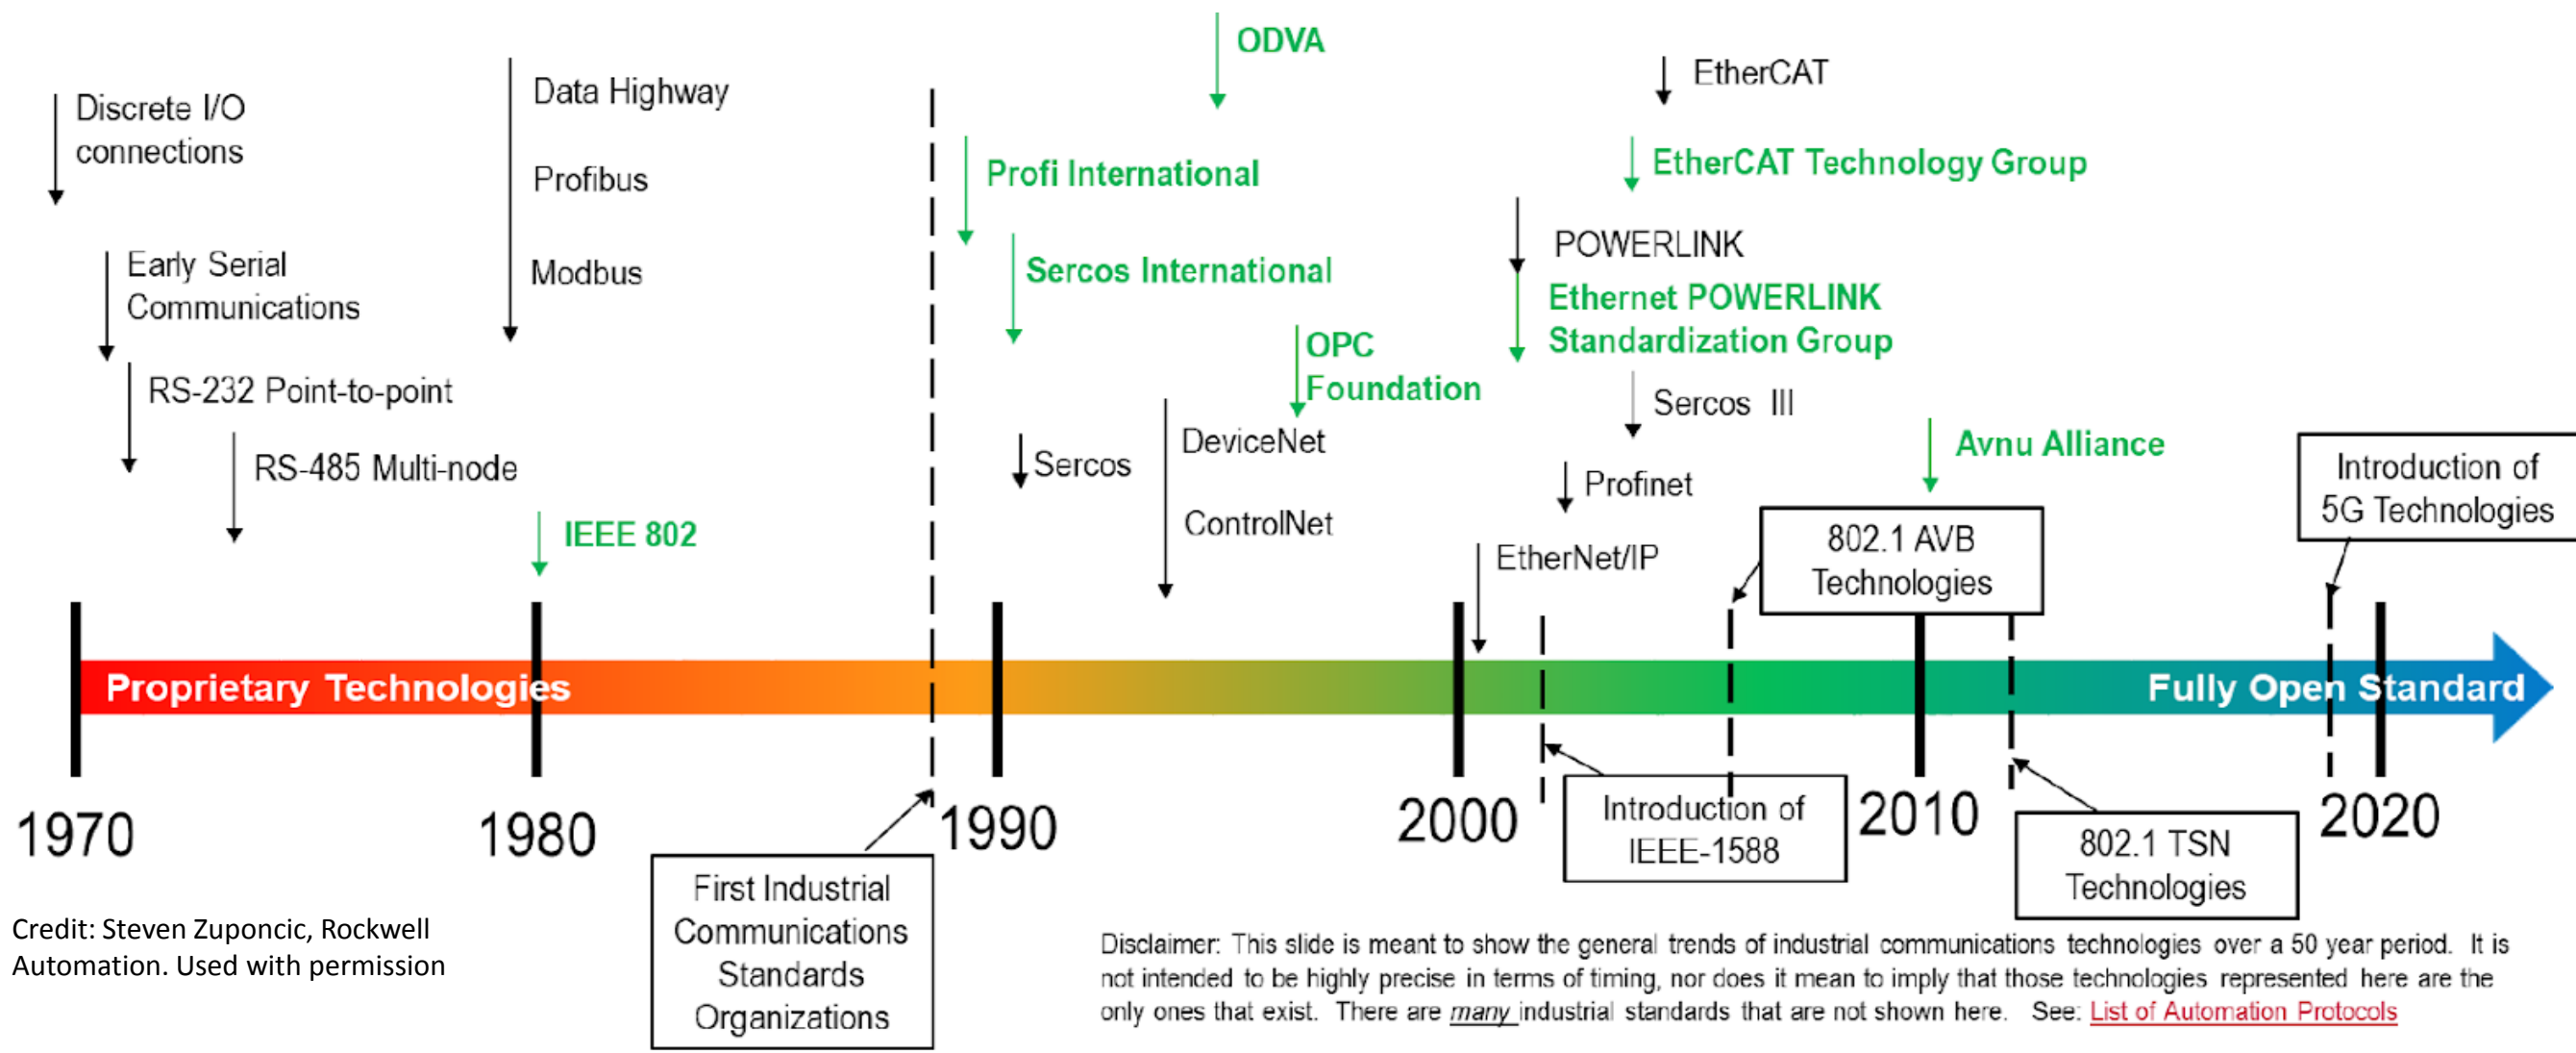 ODVA
EtherCAT
Data Highway
Discrete I/O
connections
EtherCAT Technology Group
Profi International
Profibus
POWERLINK
Early Serial
Communications
Sercos International
Modbus
Ethernet POWERLINK
Standardization Group
OPC
Foundation
RS-232 Point-to-point
Sercos III
DeviceNet
Avnu Alliance
RS-485 Multi-node
Sercos
Introduction of
5G Technologies
Profinet
ControlNet
IEEE 802
EtherNet/IP
802.1 AVB
Technologies
Proprietary Technologies
Fully Open Standard
1970
1980
1990
2000
2010
2020
Introduction of
IEEE-1588
802.1 TSN
Technologies
First Industrial
Communications
Standards
Organizations
Credit: Steven Zuponcic, Rockwell
Automation. Used with permission
Disclaimer: This slide is meant to show the general trends of industrial communications technologies over a 50 year period. It is
not intended to be highly precise in terms of timing, nor does it mean to imply that those technologies represented here are the
only ones that exist. There are many industrial standards that are not shown here. See: List of Automation Protocols